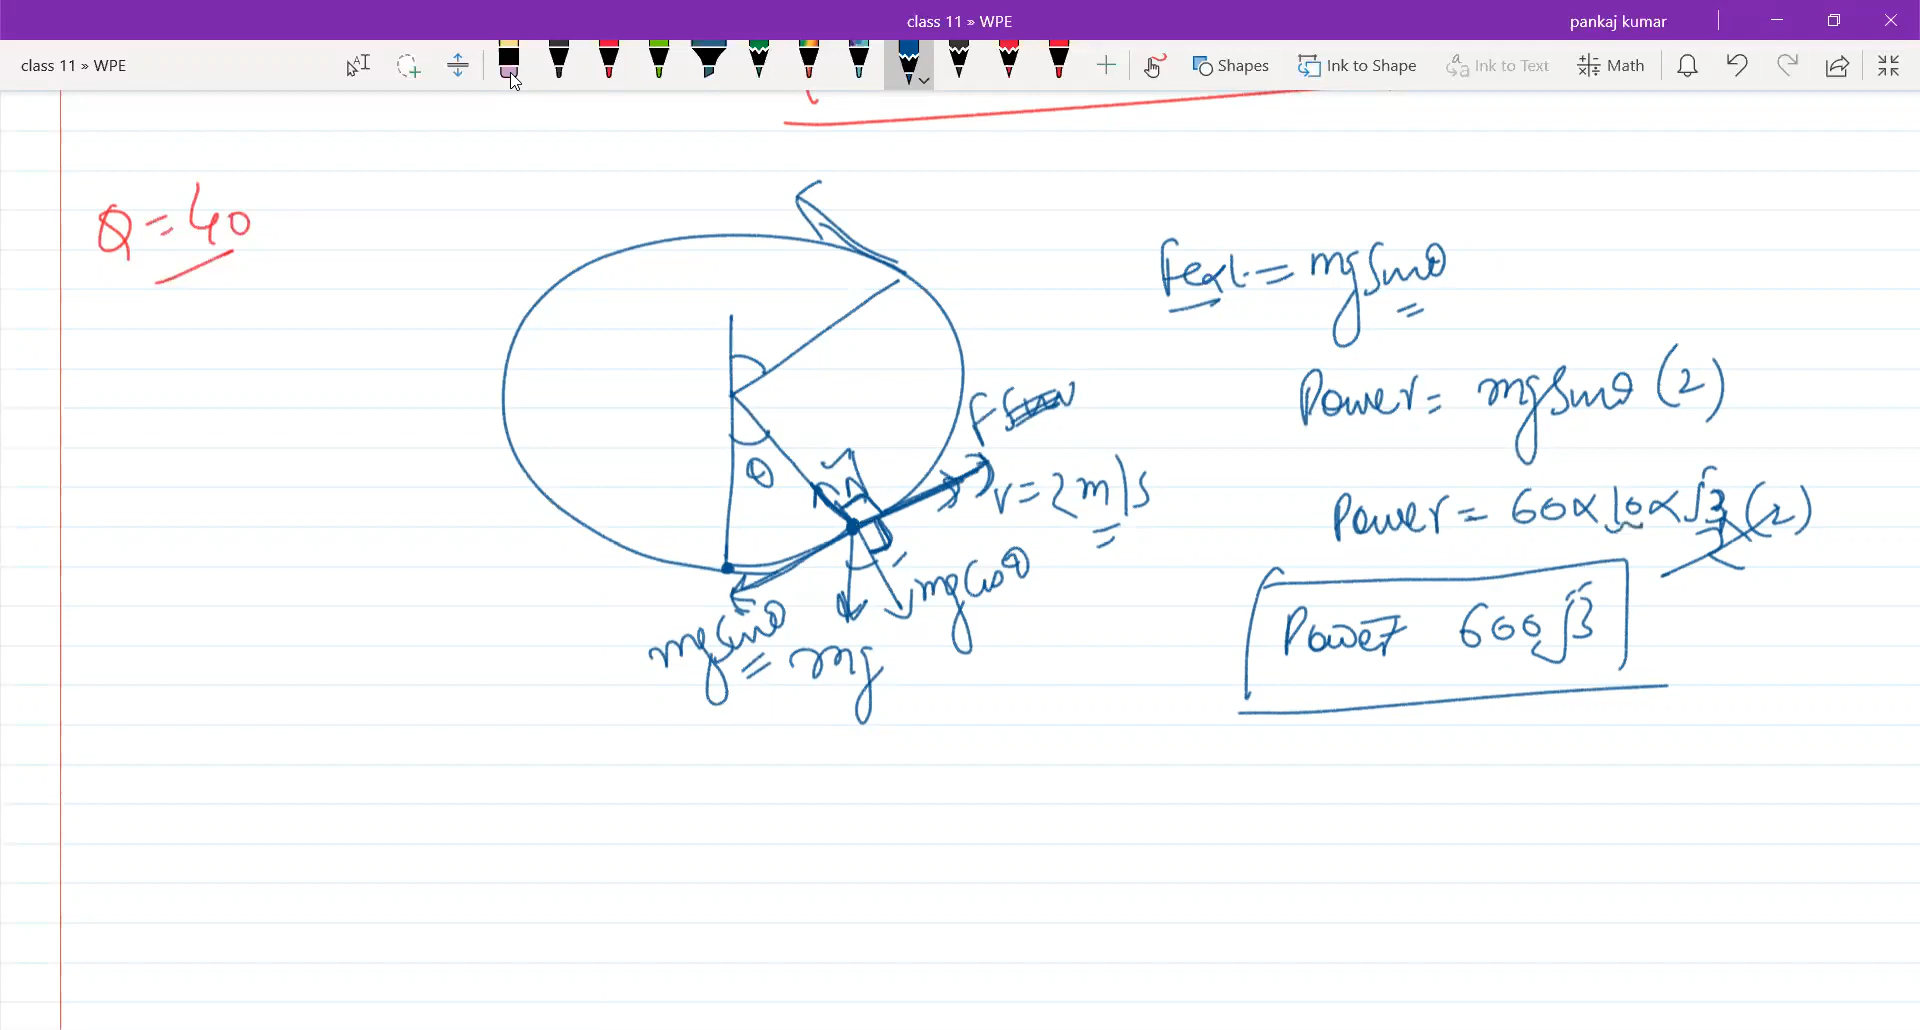 class 11 » WPE
pankaj kumar
class 11 » WPE
Shapes
Ink to Shape
Ink to Text
Math
Q = 40
Fext. = mg Sinθ
F
Power = mg Sinθ (2)
θ
v = 2 m/s
Power = 60 × 10 × √3/2 (2)
mg Cosθ
mg Sinθ
mg
Power 600√3